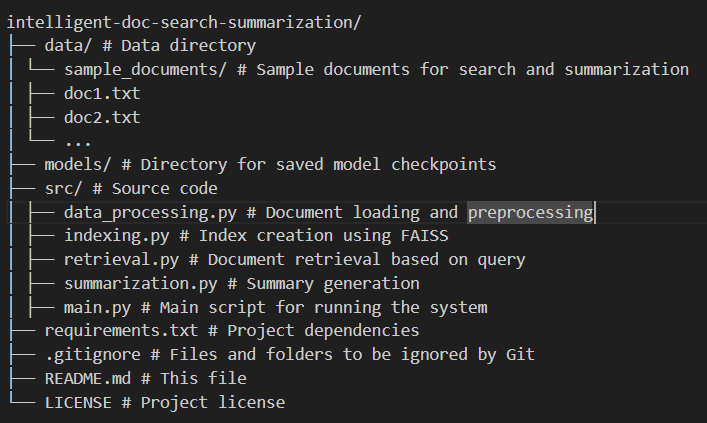 intelligent-doc-search-summarization/
├── data/ # Data directory
│ └── sample_documents/ # Sample documents for search and summarization
│ ├── doc1.txt
│ ├── doc2.txt
│ └── ...
├── models/ # Directory for saved model checkpoints
├── src/ # Source code
│ ├── data_processing.py # Document loading and preprocessing
│ ├── indexing.py # Index creation using FAISS
│ ├── retrieval.py # Document retrieval based on query
│ ├── summarization.py # Summary generation
│ ├── main.py # Main script for running the system
├── requirements.txt # Project dependencies
├── .gitignore # Files and folders to be ignored by Git
├── README.md # This file
└── LICENSE # Project license